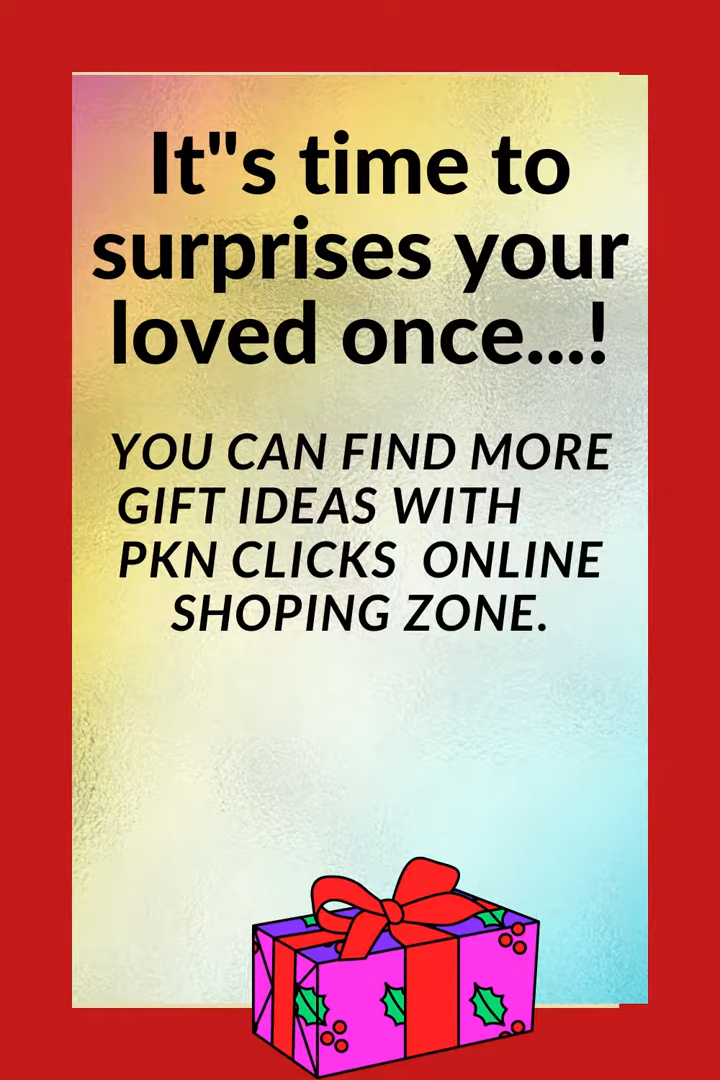 It"s time to
surprises your
loved once...!
YOU CAN FIND MORE
GIFT IDEAS WITH
PKN CLICKS ONLINE
SHOPING ZONE.